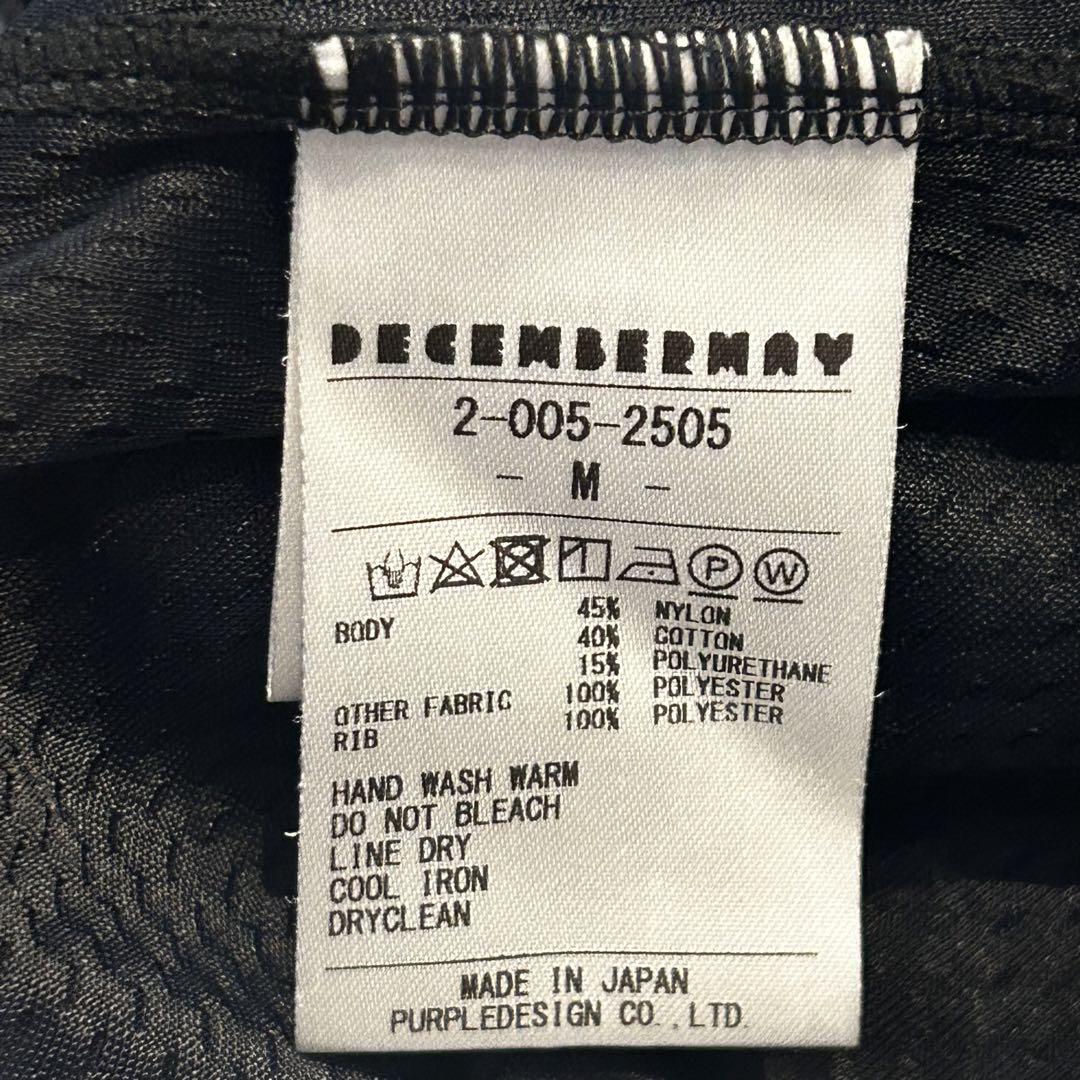 DECEMBERMAY
2-005-2505
- M -
P W
BODY 45% NYLON
40% COTTON
15% POLYURETHANE
OTHER FABRIC 100% POLYESTER
RIB 100% POLYESTER
HAND WASH WARM
DO NOT BLEACH
LINE DRY
COOL IRON
DRYCLEAN
MADE IN JAPAN
PURPLEDESIGN CO.,LTD.